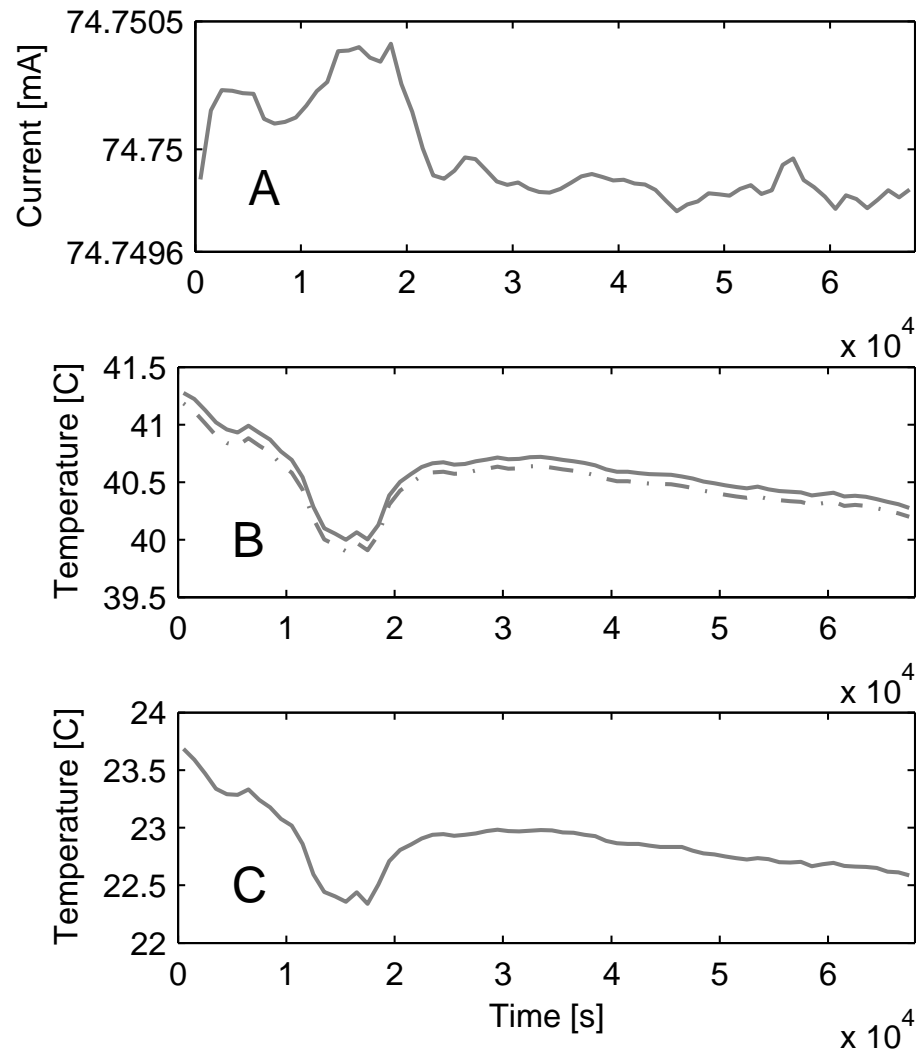 74.7505
74.75
74.7496
Current [mA]
A
0 1 2 3 4 5 6
x 10^4
41.5
41
40.5
40
39.5
Temperature [C]
B
0 1 2 3 4 5 6
x 10^4
24
23.5
23
22.5
22
Temperature [C]
C
0 1 2 3 4 5 6
Time [s]
x 10^4